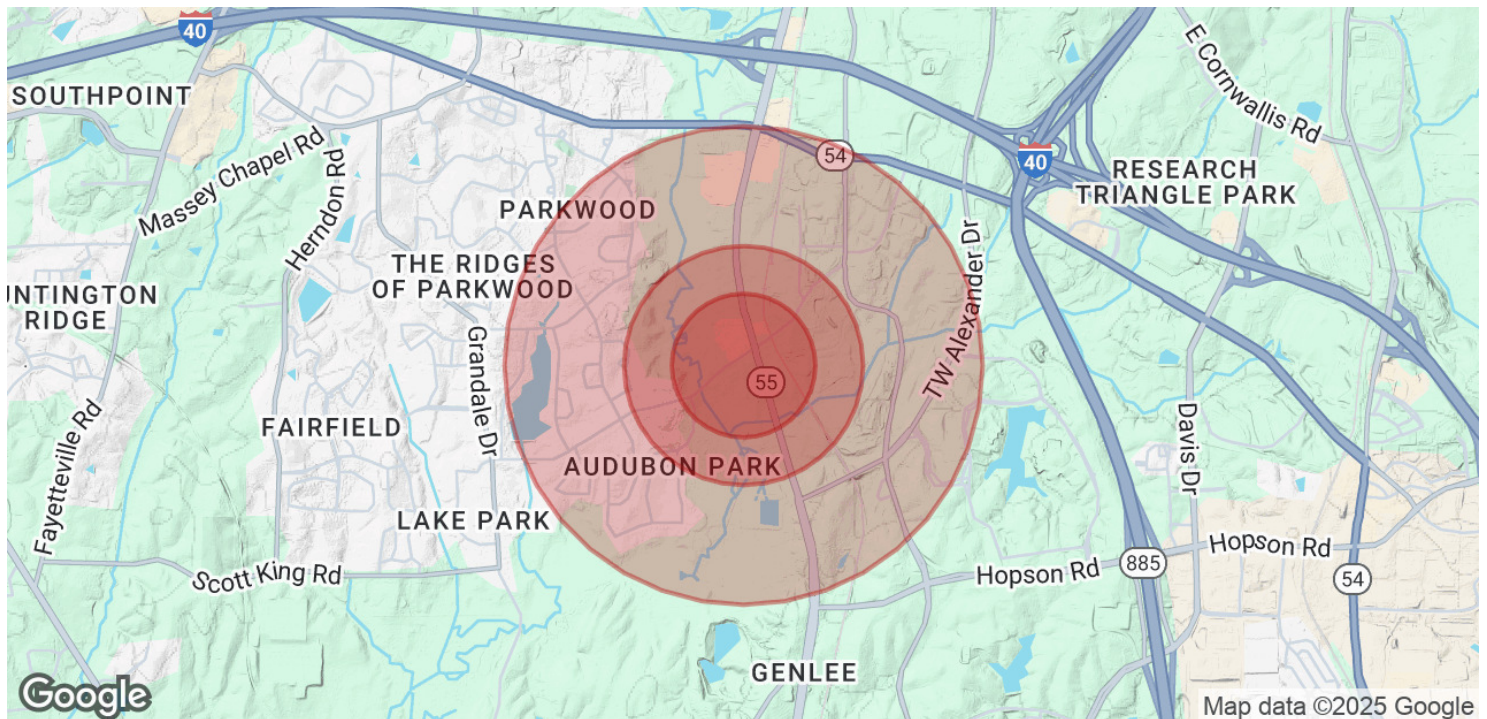 40
SOUTHPOINT
Massey Chapel Rd
Herndon Rd
PARKWOOD
54
E Cornwallis Rd
40
RESEARCH
TRIANGLE PARK
THE RIDGES
OF PARKWOOD
UNTINGTON
RIDGE
Grandale Dr
TW Alexander Dr
55
Fayetteville Rd
FAIRFIELD
AUDUBON PARK
Davis Dr
LAKE PARK
Scott King Rd
Hopson Rd
885
Hopson Rd
54
GENLEE
Google
Map data ©2025 Google